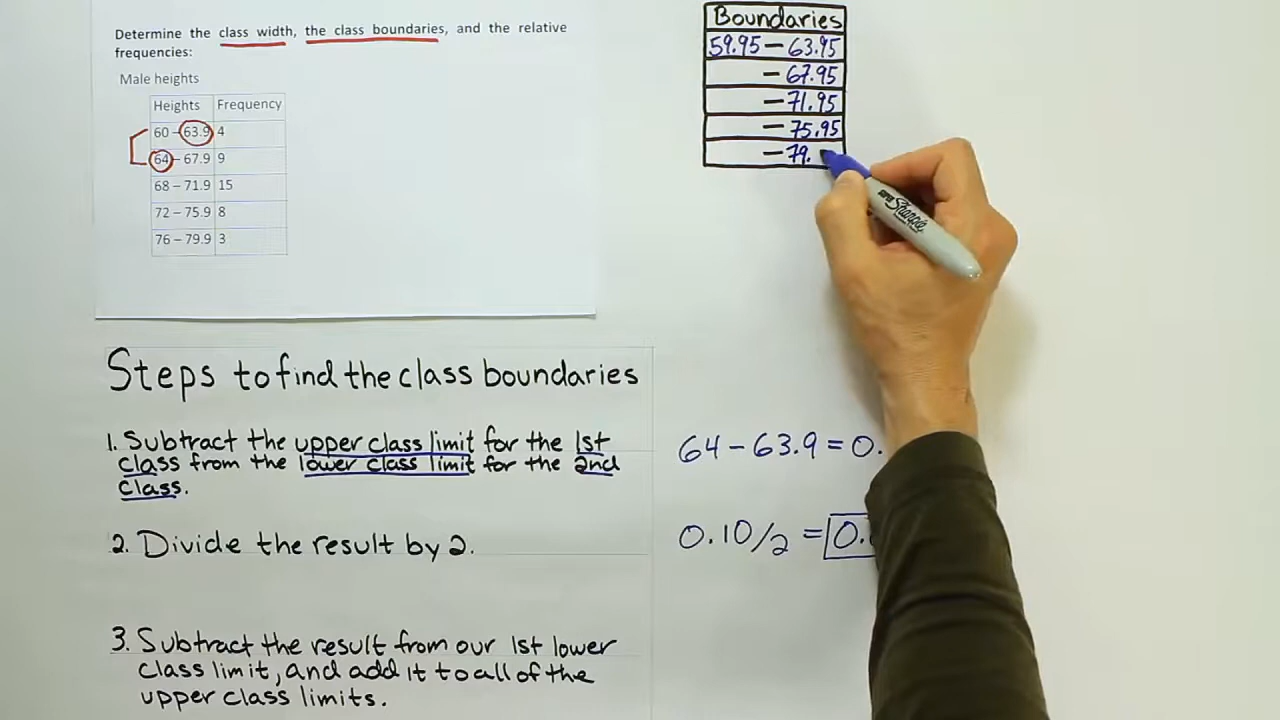 Determine the class width, the class boundaries, and the relative
frequencies:
Male heights
Heights Frequency
60 – 63.9 4
64 – 67.9 9
68 – 71.9 15
72 – 75.9 8
76 – 79.9 3
Boundaries
59.95 – 63.95
– 67.95
– 71.95
– 75.95
– 79.
Sharpie
Steps to find the class boundaries
1. Subtract the upper class limit for the 1st
class from the lower class limit for the 2nd
class.
2. Divide the result by 2.
3. Subtract the result from our 1st lower
class limit, and add it to all of the
upper class limits.
64 – 63.9 = 0.
0.10/2 = 0.